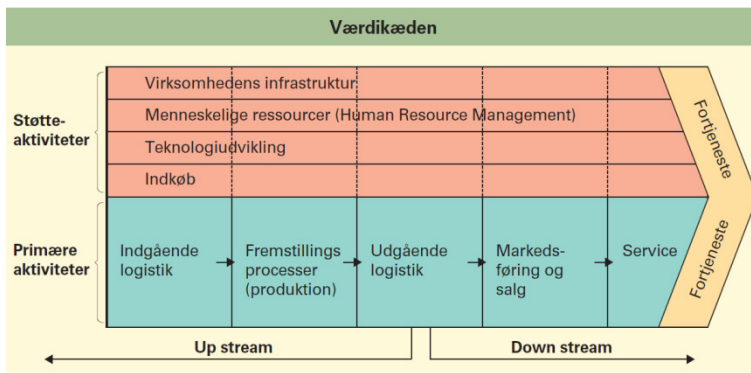 Værdikæden
Støtte-
aktiviteter
Virksomhedens infrastruktur
Menneskelige ressourcer (Human Resource Management)
Teknologiudvikling
Indkøb
Fortjeneste
Primære
aktiviteter
Indgående
logistik
Fremstillings
processer
(produktion)
Udgående
logistik
Markeds-
føring og
salg
Service
Fortjeneste
Up stream
Down stream